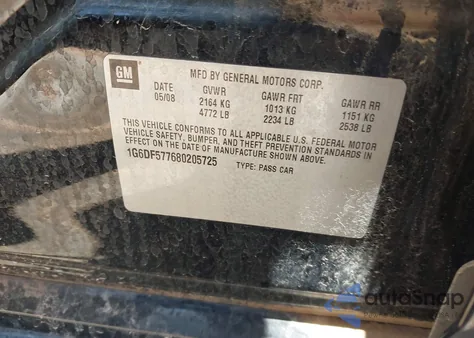 GM
MFD BY GENERAL MOTORS CORP.
DATE GVWR GAWR FRT GAWR RR
05/08 2164 KG 1013 KG 1151 KG
4772 LB 2234 LB 2538 LB
THIS VEHICLE CONFORMS TO ALL APPLICABLE U.S. FEDERAL MOTOR
VEHICLE SAFETY, BUMPER, AND THEFT PREVENTION STANDARDS IN
EFFECT ON THE DATE OF MANUFACTURE SHOWN ABOVE.
1G6DF577680205725 TYPE: PASS CAR
autoSnap